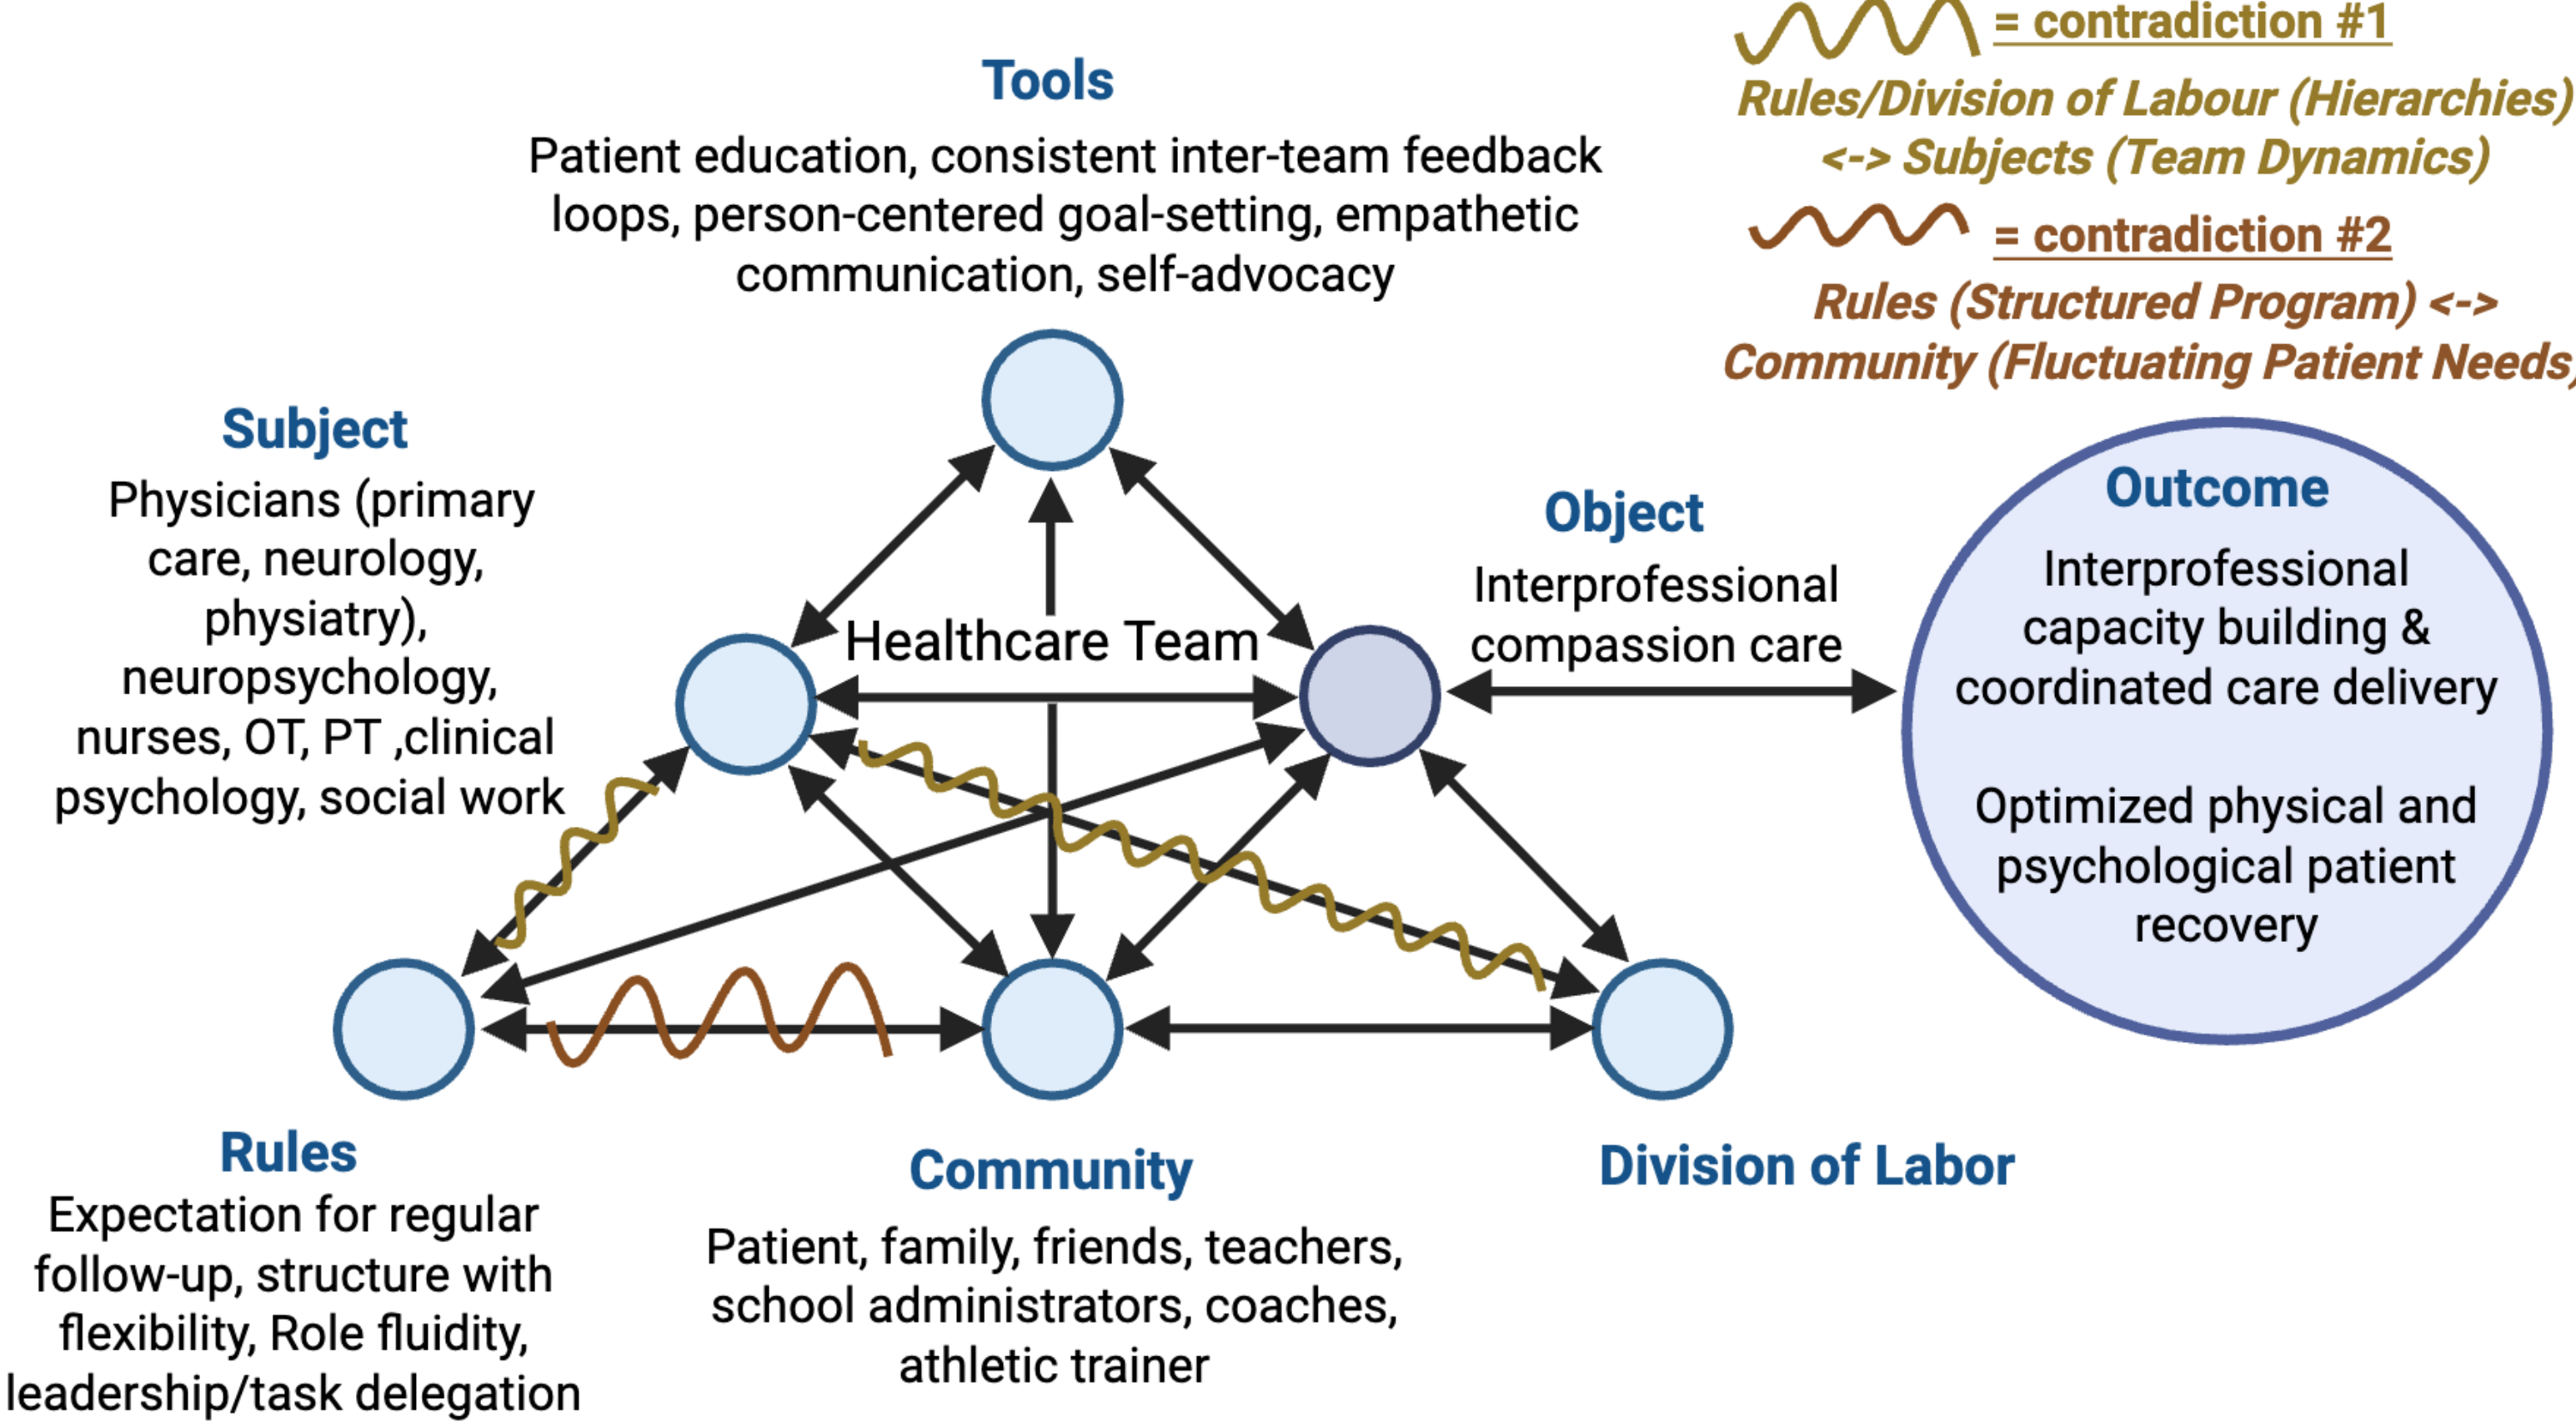 Tools
Patient education, consistent inter-team feedback
loops, person-centered goal-setting, empathetic
communication, self-advocacy
= contradiction #1
Rules/Division of Labour (Hierarchies)
<-> Subjects (Team Dynamics)
= contradiction #2
Rules (Structured Program) <->
Community (Fluctuating Patient Needs)
Subject
Physicians (primary
care, neurology,
physiatry),
neuropsychology,
nurses, OT, PT ,clinical
psychology, social work
Healthcare Team
Object
Interprofessional
compassion care
Outcome
Interprofessional
capacity building &
coordinated care delivery
Optimized physical and
psychological patient
recovery
Rules
Expectation for regular
follow-up, structure with
flexibility, Role fluidity,
leadership/task delegation
Community
Patient, family, friends, teachers,
school administrators, coaches,
athletic trainer
Division of Labor